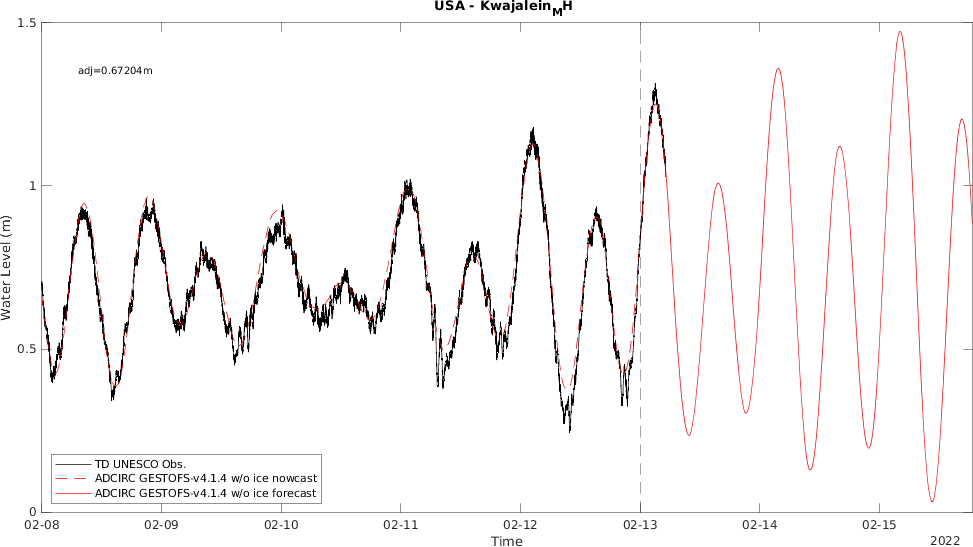 USA - Kwajalein_MH
1.5
adj=0.67204m
1
Water Level (m)
0.5
TD UNESCO Obs.
ADCIRC GESTOFS-v4.1.4 w/o ice nowcast
ADCIRC GESTOFS-v4.1.4 w/o ice forecast
0
02-08 02-09 02-10 02-11 02-12 02-13 02-14 02-15
Time
2022